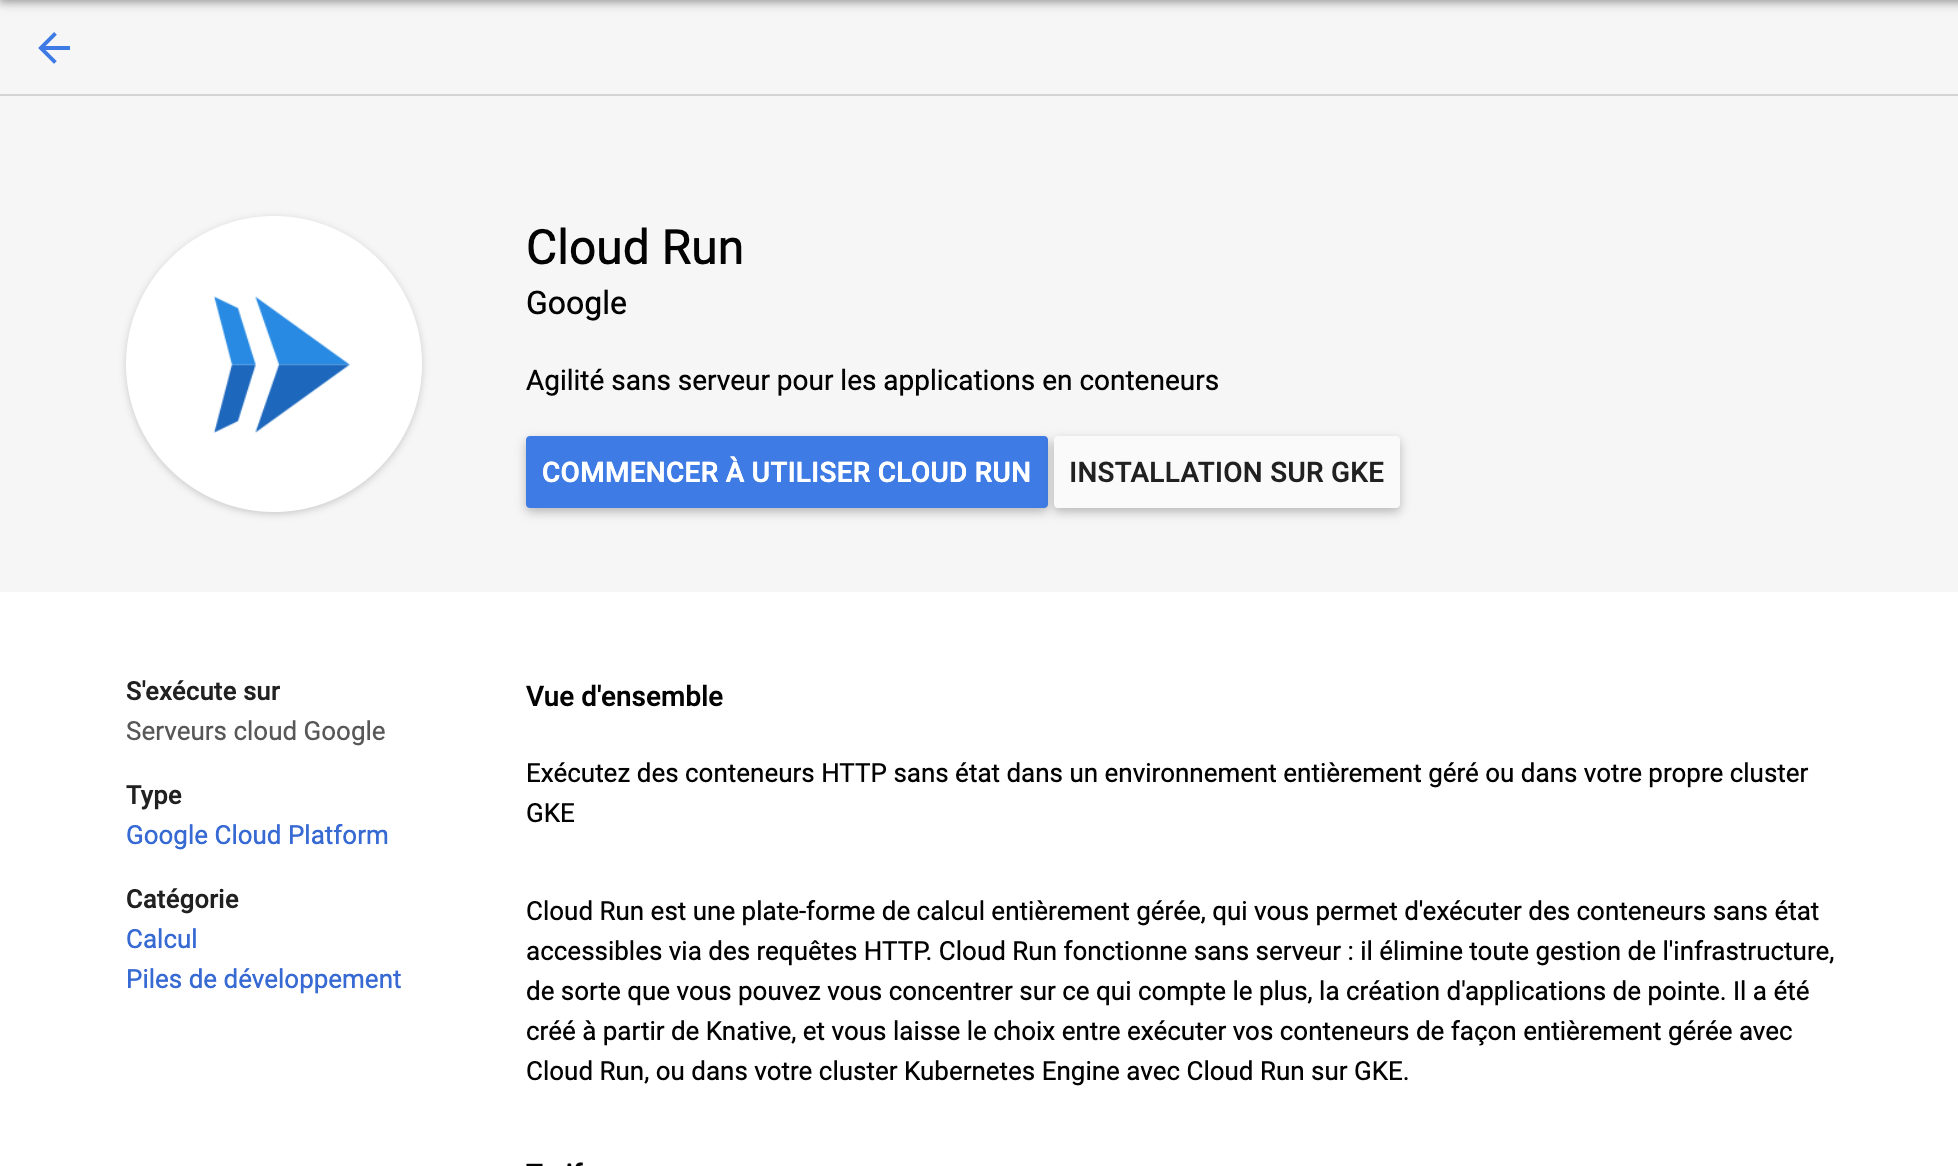 Cloud Run
Google
Agilité sans serveur pour les applications en conteneurs
COMMENCER À UTILISER CLOUD RUN
INSTALLATION SUR GKE
S'exécute sur
Serveurs cloud Google
Type
Google Cloud Platform
Catégorie
Calcul
Piles de développement
Vue d'ensemble
Exécutez des conteneurs HTTP sans état dans un environnement entièrement géré ou dans votre propre cluster
GKE
Cloud Run est une plate-forme de calcul entièrement gérée, qui vous permet d'exécuter des conteneurs sans état
accessibles via des requêtes HTTP. Cloud Run fonctionne sans serveur : il élimine toute gestion de l'infrastructure,
de sorte que vous pouvez vous concentrer sur ce qui compte le plus, la création d'applications de pointe. Il a été
créé à partir de Knative, et vous laisse le choix entre exécuter vos conteneurs de façon entièrement gérée avec
Cloud Run, ou dans votre cluster Kubernetes Engine avec Cloud Run sur GKE.